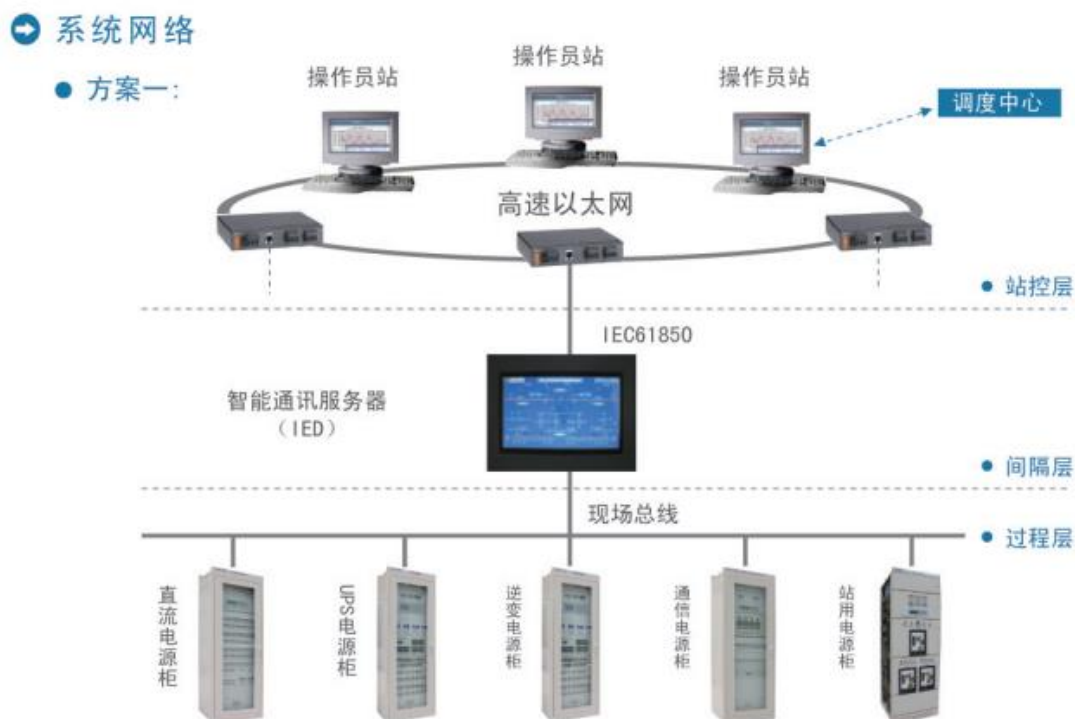 系统网络
方案一:
操作员站
操作员站
操作员站
调度中心
高速以太网
站控层
IEC61850
智能通讯服务器
(IED)
间隔层
现场总线
过程层
直流电源柜
UPS电源柜
逆变电源柜
通信电源柜
站用电源柜